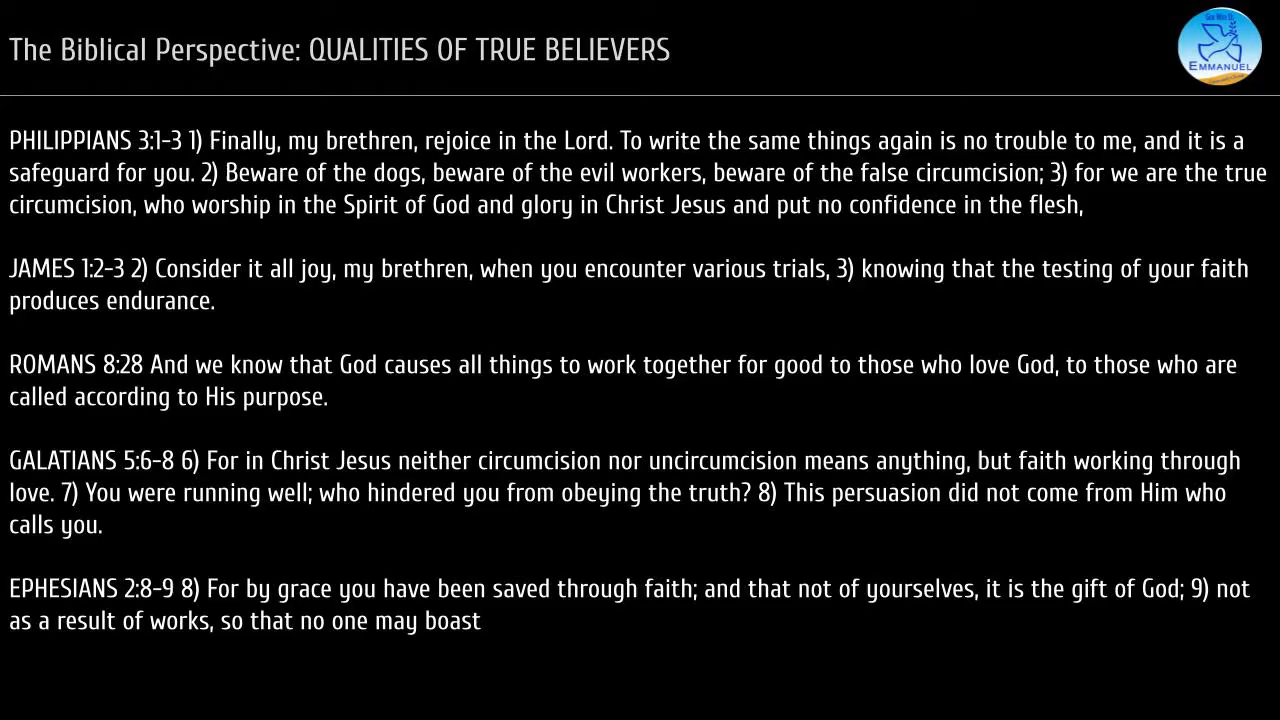 The Biblical Perspective: QUALITIES OF TRUE BELIEVERS
God With Us
EMMANUEL
PHILIPPIANS 3:1-3 1) Finally, my brethren, rejoice in the Lord. To write the same things again is no trouble to me, and it is a
safeguard for you. 2) Beware of the dogs, beware of the evil workers, beware of the false circumcision; 3) for we are the true
circumcision, who worship in the Spirit of God and glory in Christ Jesus and put no confidence in the flesh,
JAMES 1:2-3 2) Consider it all joy, my brethren, when you encounter various trials, 3) knowing that the testing of your faith
produces endurance.
ROMANS 8:28 And we know that God causes all things to work together for good to those who love God, to those who are
called according to His purpose.
GALATIANS 5:6-8 6) For in Christ Jesus neither circumcision nor uncircumcision means anything, but faith working through
love. 7) You were running well; who hindered you from obeying the truth? 8) This persuasion did not come from Him who
calls you.
EPHESIANS 2:8-9 8) For by grace you have been saved through faith; and that not of yourselves, it is the gift of God; 9) not
as a result of works, so that no one may boast